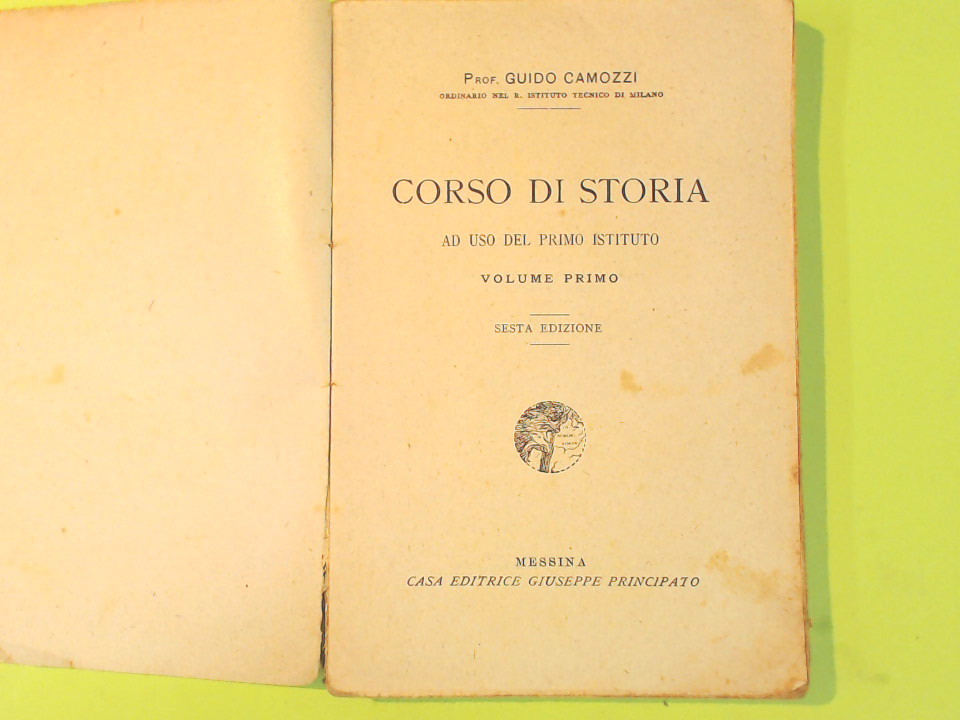 PROF. GUIDO CAMOZZI
ORDINARIO NEL R. ISTITUTO TECNICO DI MILANO
CORSO DI STORIA
AD USO DEL PRIMO ISTITUTO
VOLUME PRIMO
SESTA EDIZIONE
MESSINA
CASA EDITRICE GIUSEPPE PRINCIPATO